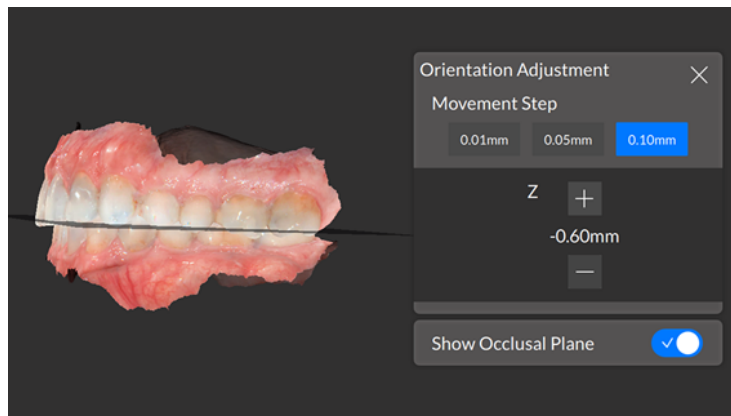 Orientation Adjustment
Movement Step
0.01mm 0.05mm 0.10mm
Z
-0.60mm
Show Occlusal Plane